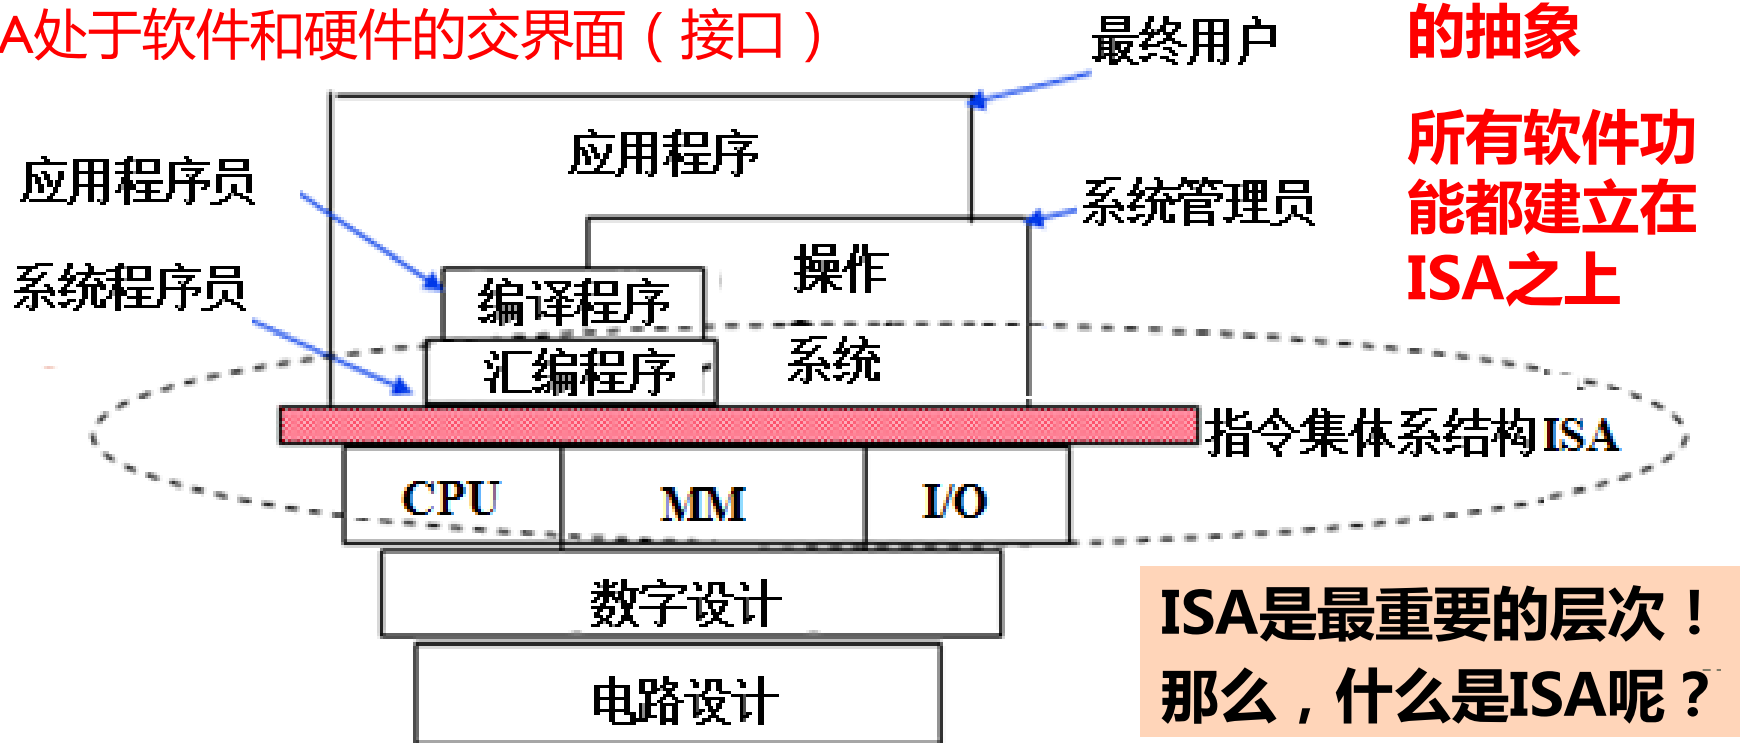 A处于软件和硬件的交界面（接口）
最终用户
的抽象
应用程序
所有软件功
能都建立在
ISA之上
应用程序员
系统管理员
操作
系统
系统程序员
编译程序
汇编程序
指令集体系结构ISA
CPU
MM
I/O
数字设计
ISA是最重要的层次！
那么，什么是ISA呢？
电路设计